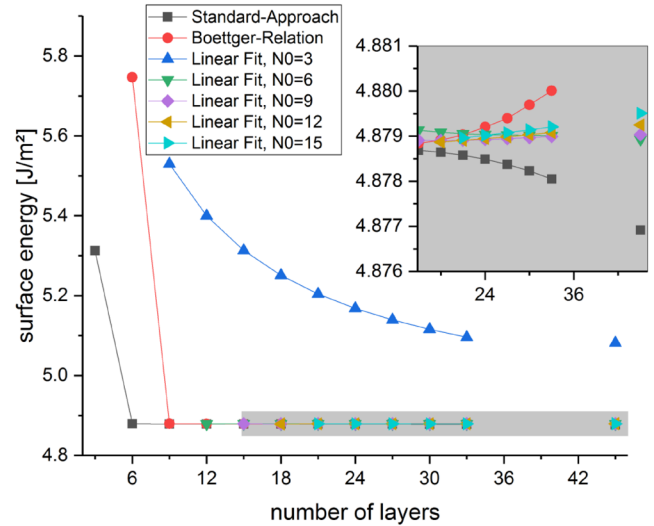 Standard-Approach
Boettger-Relation
Linear Fit, N0=3
Linear Fit, N0=6
Linear Fit, N0=9
Linear Fit, N0=12
Linear Fit, N0=15
surface energy [J/m²]
5.8
5.6
5.4
5.2
5.0
4.8
6 12 18 24 30 36 42
number of layers
4.881
4.880
4.879
4.878
4.877
4.876
24 36